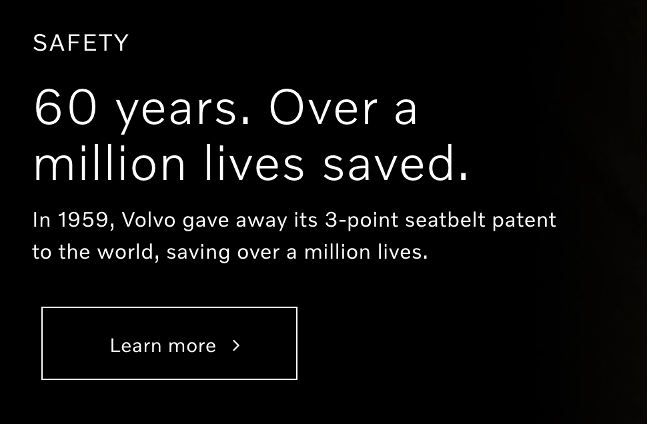 SAFETY
60 years. Over a
million lives saved.
In 1959, Volvo gave away its 3-point seatbelt patent
to the world, saving over a million lives.
Learn more